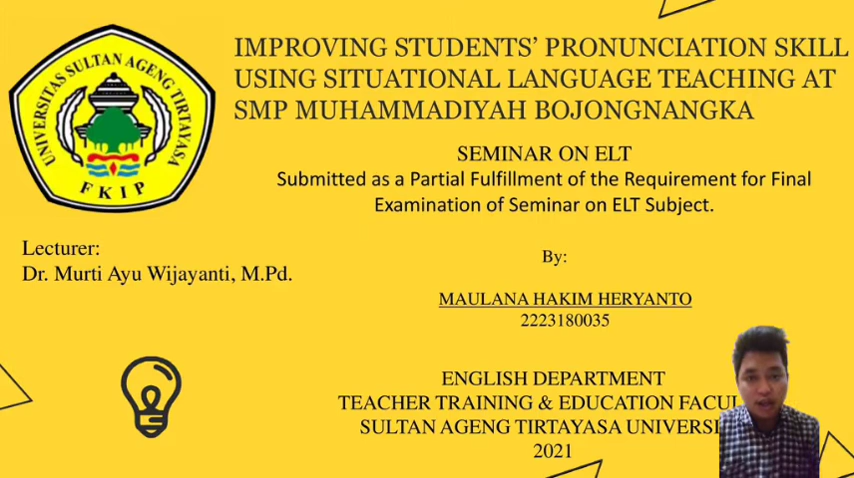 UNIVERSITAS SULTAN AGENG TIRTAYASA
FKIP
IMPROVING STUDENTS’ PRONUNCIATION SKILL
USING SITUATIONAL LANGUAGE TEACHING AT
SMP MUHAMMADIYAH BOJONGNANGKA
SEMINAR ON ELT
Submitted as a Partial Fulfillment of the Requirement for Final
Examination of Seminar on ELT Subject.
Lecturer:
Dr. Murti Ayu Wijayanti, M.Pd.
By:
MAULANA HAKIM HERYANTO
2223180035
ENGLISH DEPARTMENT
TEACHER TRAINING & EDUCATION
SULTAN AGENG TIRTAYASA
2021